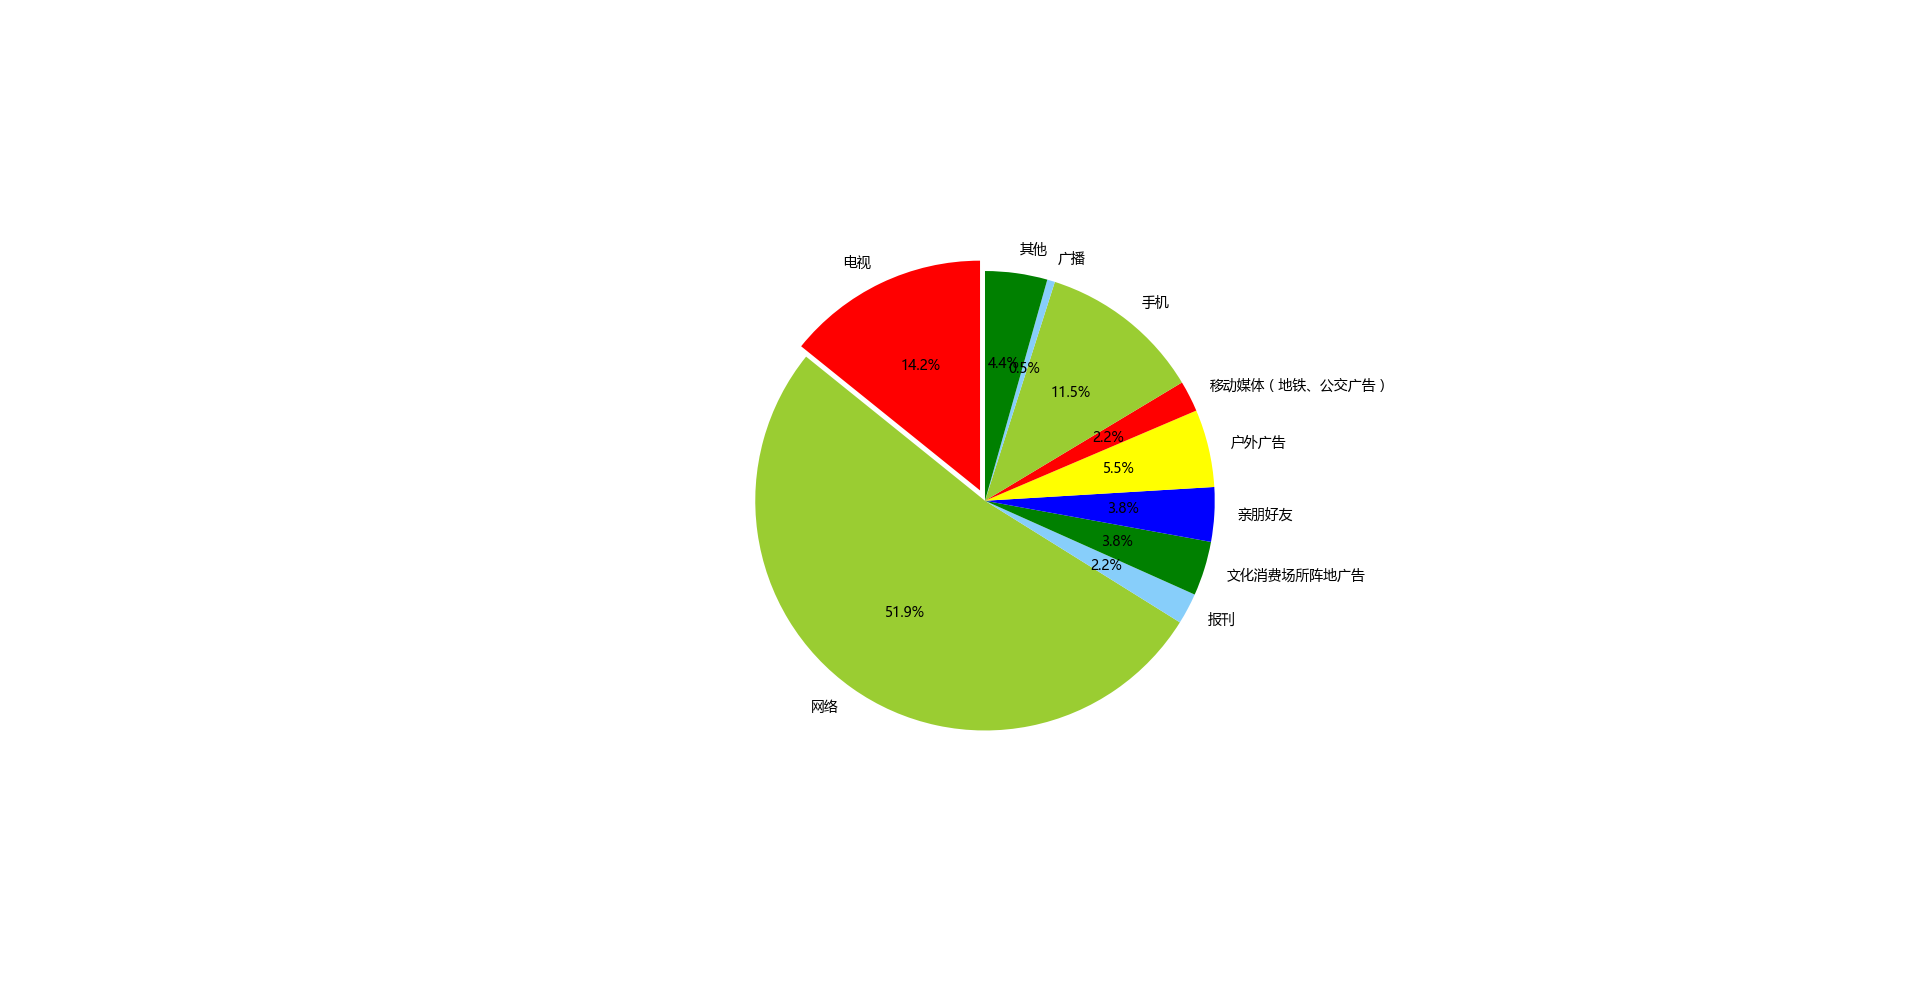 其他
广播
电视
手机
14.2%
4.4%
0.5%
11.5%
移动媒体（地铁、公交广告）
2.2%
户外广告
5.5%
3.8%
亲朋好友
3.8%
2.2%
文化消费场所阵地广告
51.9%
报刊
网络